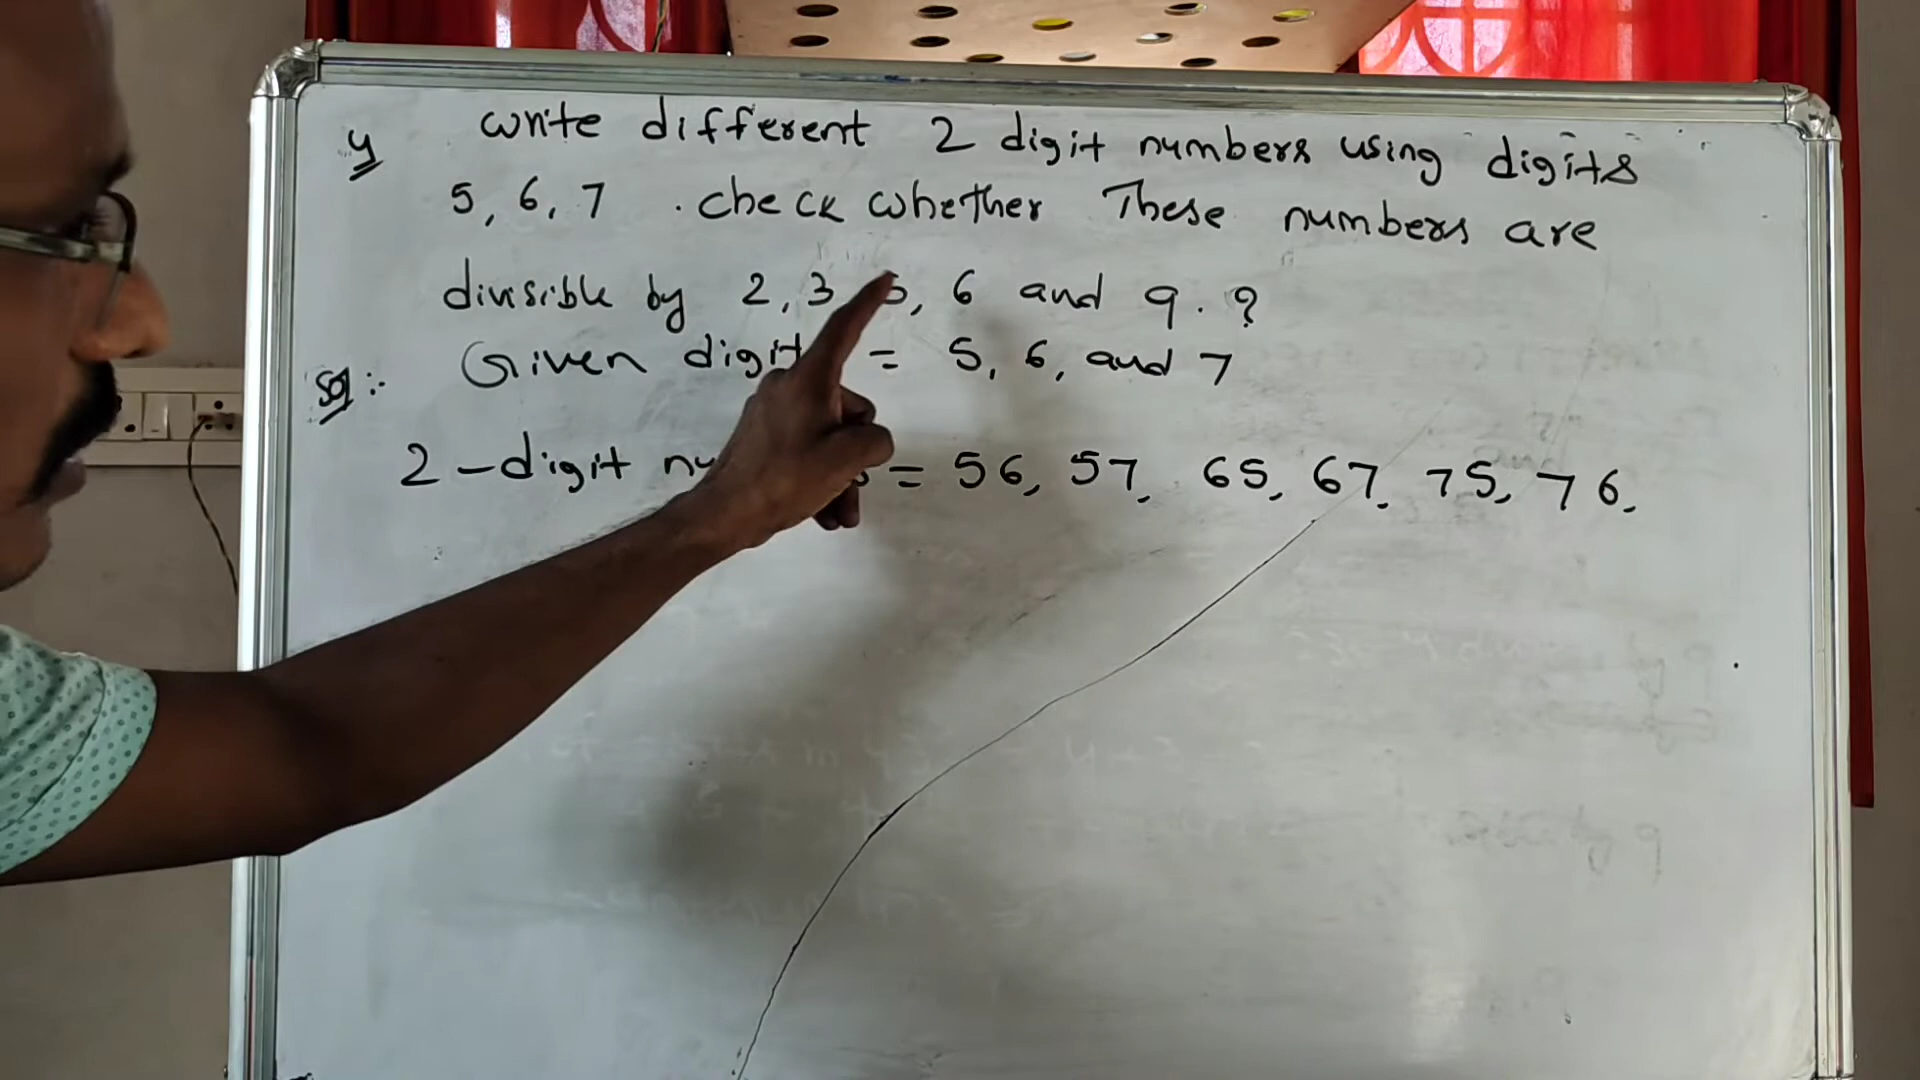 4 Write different 2 digit numbers using digits
5, 6, 7 . check whether These numbers are
divisible by 2, 3 5, 6 and 9. ?
Sol:- Given digit = 5, 6, and 7
2-digit = 56, 57, 65, 67, 75, 76,